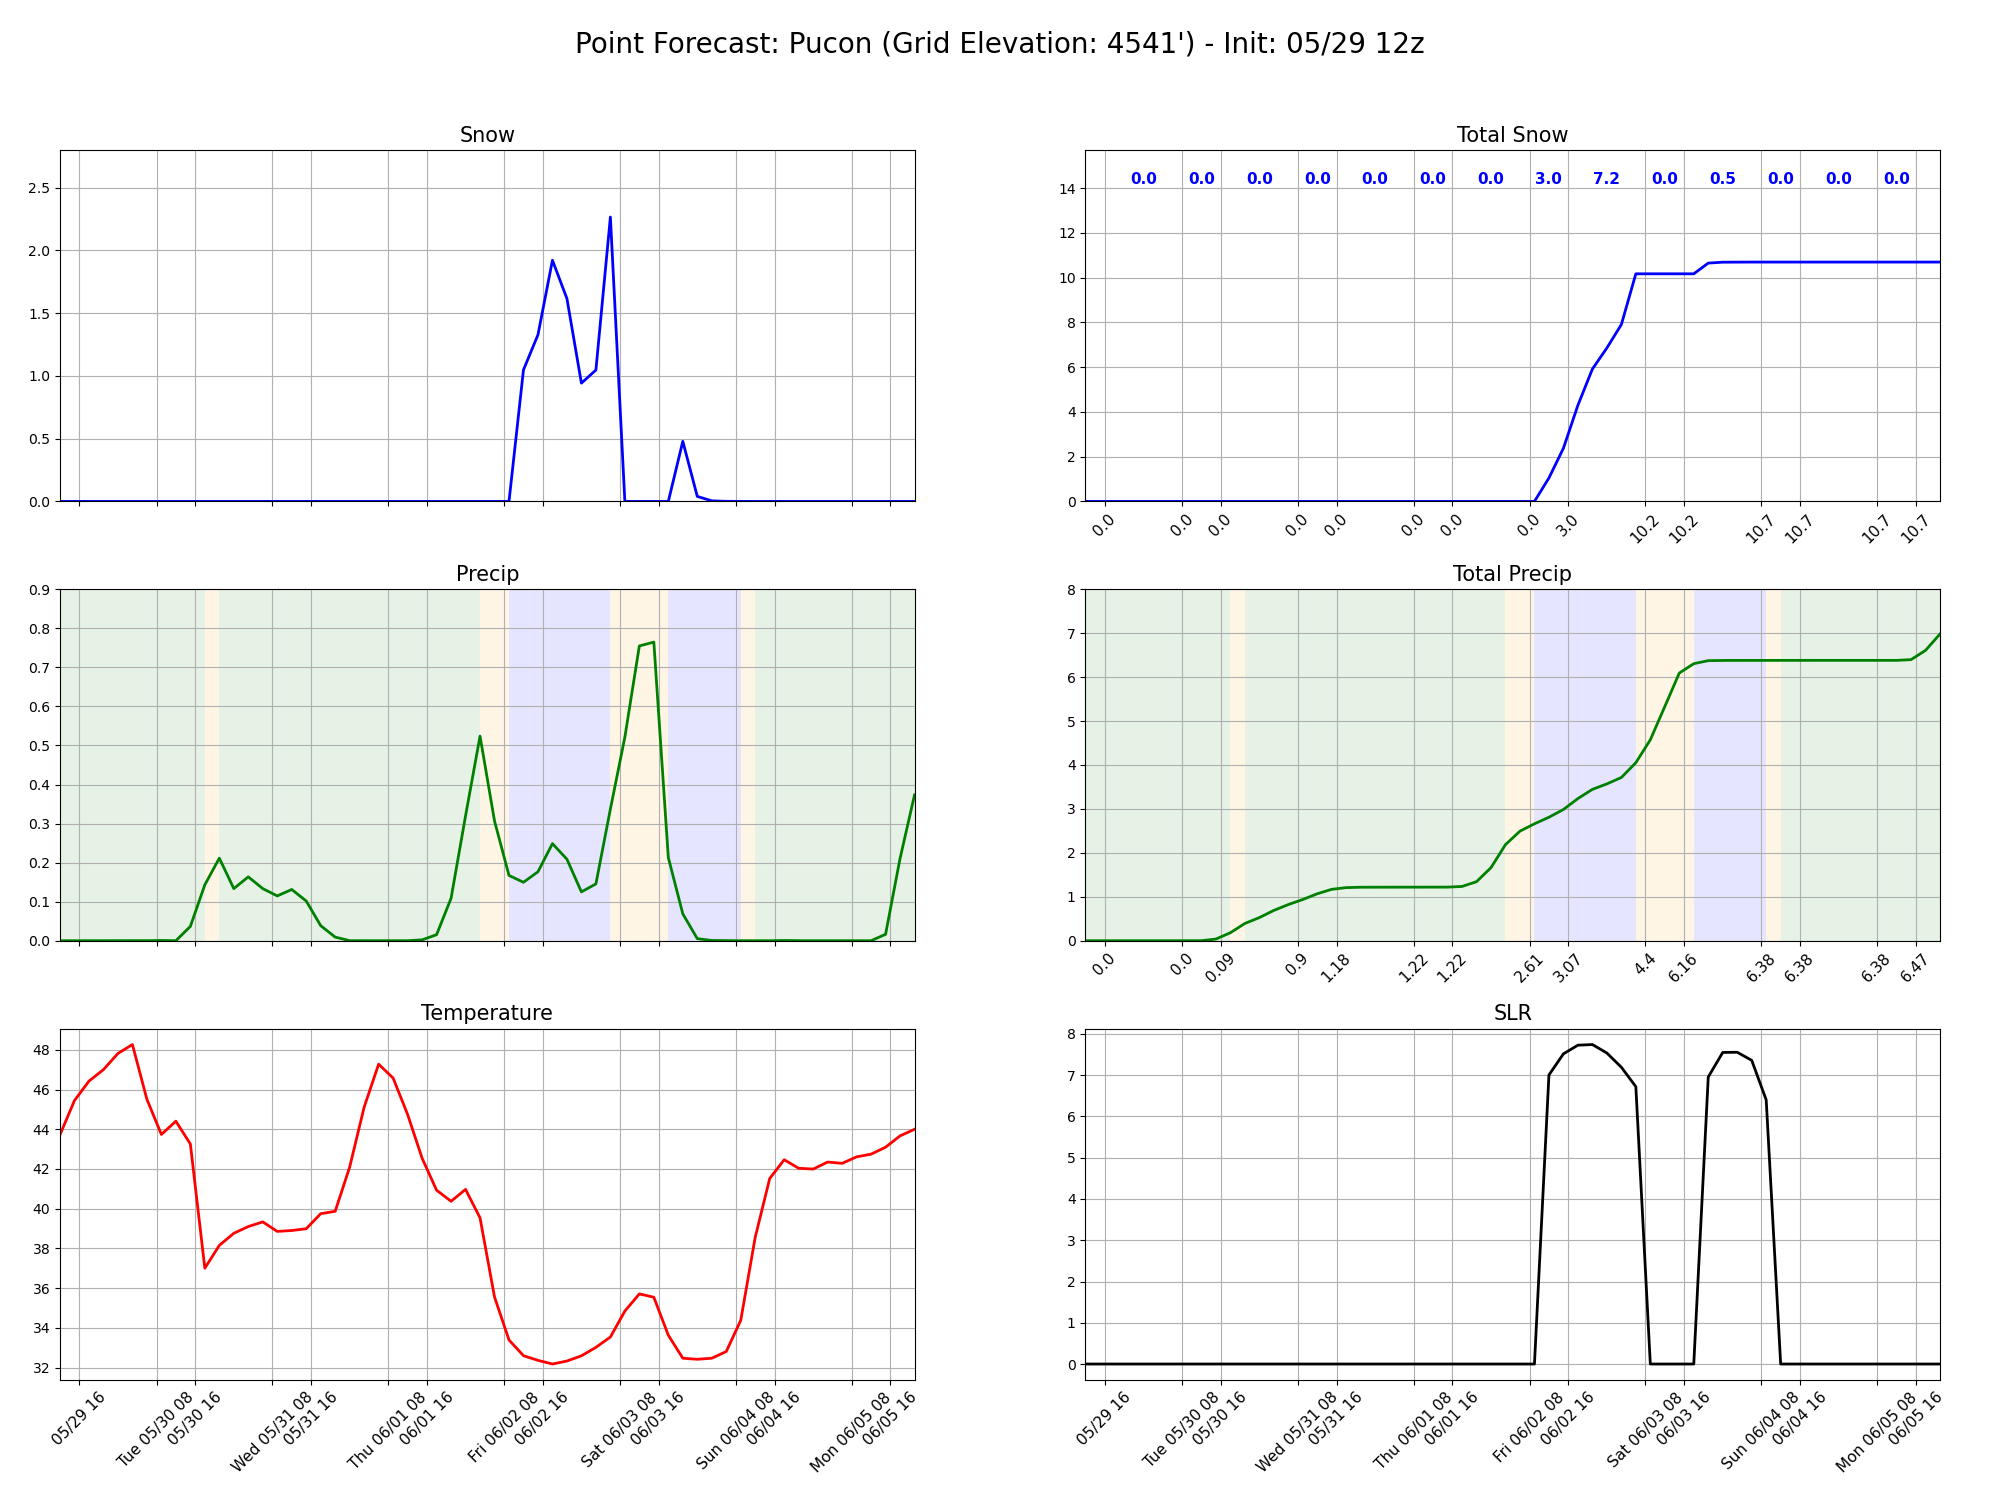 Point Forecast: Pucon (Grid Elevation: 4541') - Init: 05/29 12z
Snow
2.5
2.0
1.5
1.0
0.5
0.0
Total Snow
0.0 0.0 0.0 0.0 0.0 0.0 0.0 3.0 7.2 0.0 0.5 0.0 0.0 0.0
14
12
10
8
6
4
2
0
0.0 0.0 0.0 0.0 0.0 0.0 0.0 0.0 3.0 10.2 10.2 10.7 10.7 10.7 10.7
Precip
0.9
0.8
0.7
0.6
0.5
0.4
0.3
0.2
0.1
0.0
Total Precip
8
7
6
5
4
3
2
1
0
0.0 0.0 0.09 0.9 1.18 1.22 1.22 2.61 3.07 4.4 6.16 6.38 6.38 6.38 6.47
Temperature
48
46
44
42
40
38
36
34
32
05/29 16
Tue 05/30 08
05/30 16
Wed 05/31 08
05/31 16
Thu 06/01 08
06/01 16
Fri 06/02 08
06/02 16
Sat 06/03 08
06/03 16
Sun 06/04 08
06/04 16
Mon 06/05 08
06/05 16
SLR
8
7
6
5
4
3
2
1
0
05/29 16
Tue 05/30 08
05/30 16
Wed 05/31 08
05/31 16
Thu 06/01 08
06/01 16
Fri 06/02 08
06/02 16
Sat 06/03 08
06/03 16
Sun 06/04 08
06/04 16
Mon 06/05 08
06/05 16